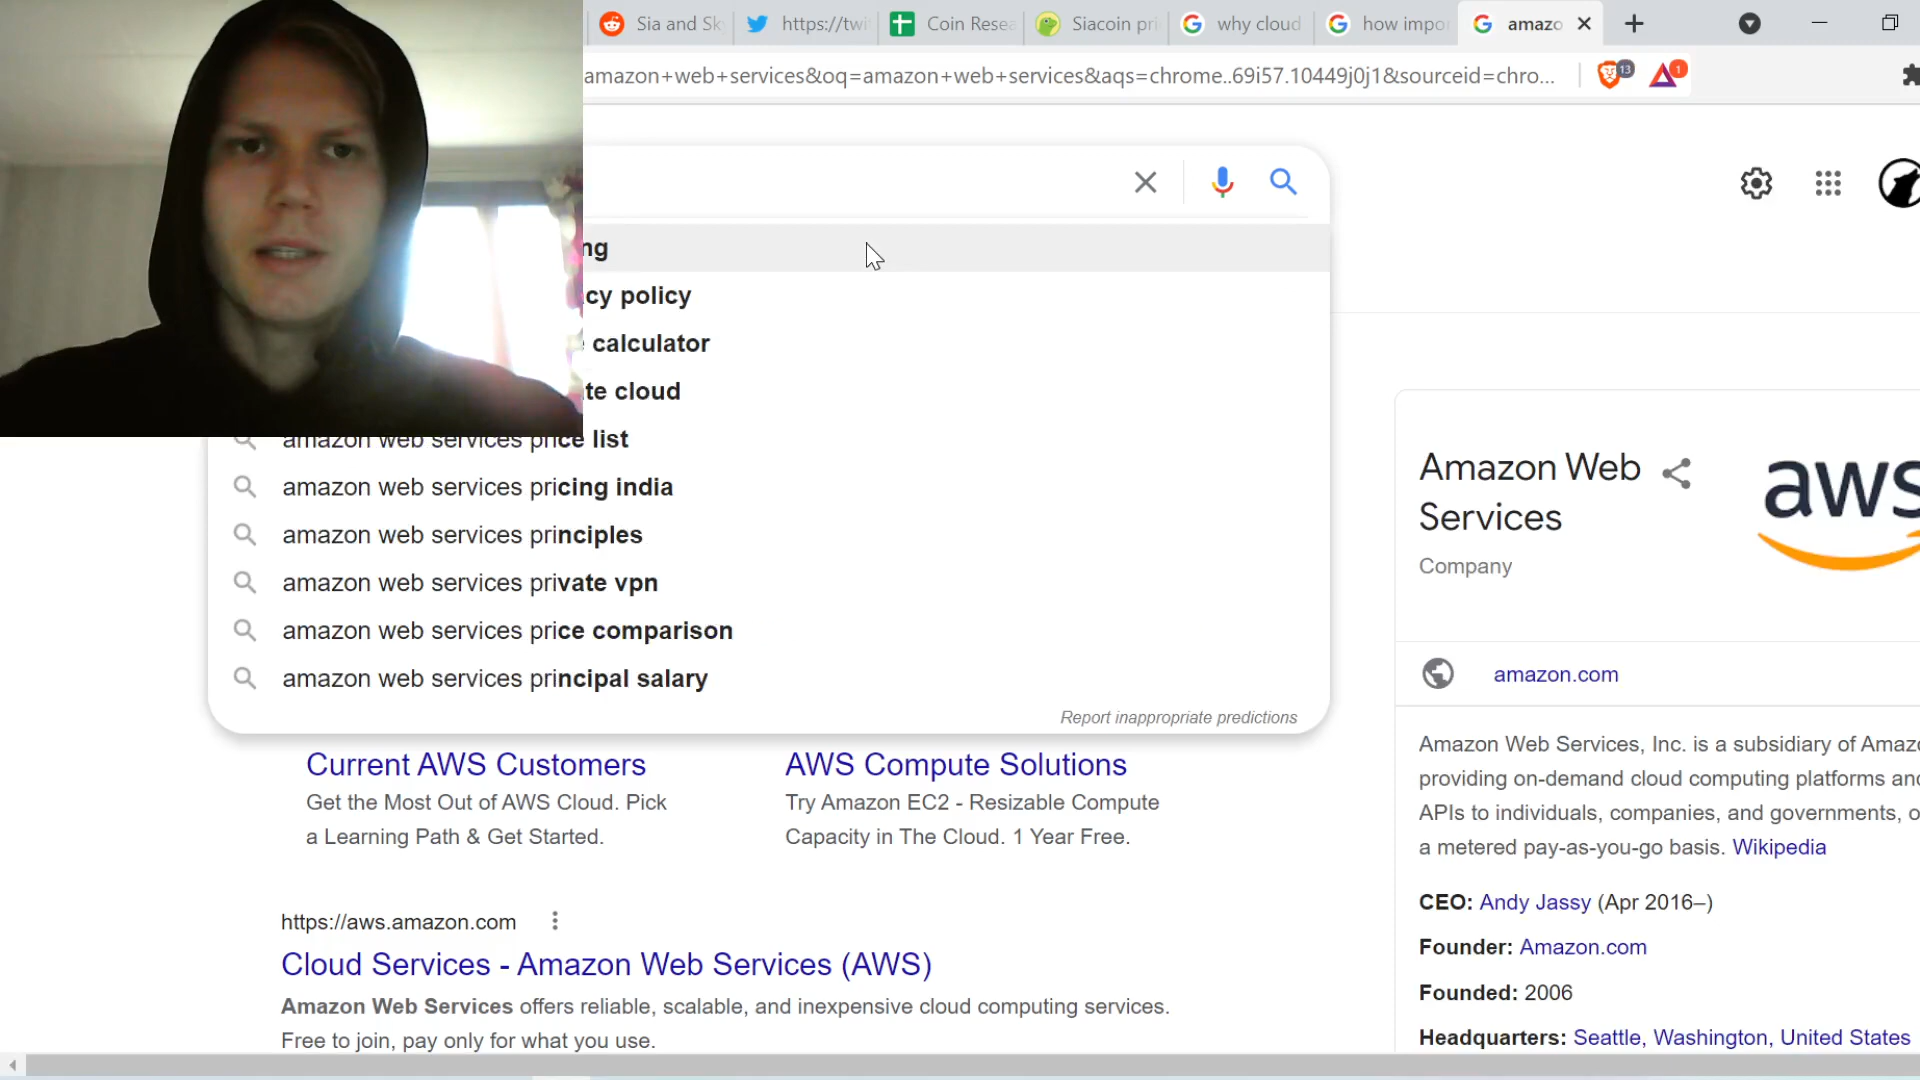 Sia and Sk
https://twi
Coin Resea
Siacoin pri
why cloud
how impor
amazo
amazon+web+services&oq=amazon+web+services&aqs=chrome..69i57.10449j0j1&sourceid=chro...
13
1
ng
cy policy
calculator
te cloud
amazon web services price list
amazon web services pricing india
amazon web services principles
amazon web services private vpn
amazon web services price comparison
amazon web services principal salary
Report inappropriate predictions
Current AWS Customers
Get the Most Out of AWS Cloud. Pick
a Learning Path & Get Started.
AWS Compute Solutions
Try Amazon EC2 - Resizable Compute
Capacity in The Cloud. 1 Year Free.
https://aws.amazon.com
Cloud Services - Amazon Web Services (AWS)
Amazon Web Services offers reliable, scalable, and inexpensive cloud computing services.
Free to join, pay only for what you use.
Amazon Web
Services
Company
aws
amazon.com
Amazon Web Services, Inc. is a subsidiary of Amazo
providing on-demand cloud computing platforms and
APIs to individuals, companies, and governments, o
a metered pay-as-you-go basis. Wikipedia
CEO: Andy Jassy (Apr 2016–)
Founder: Amazon.com
Founded: 2006
Headquarters: Seattle, Washington, United States